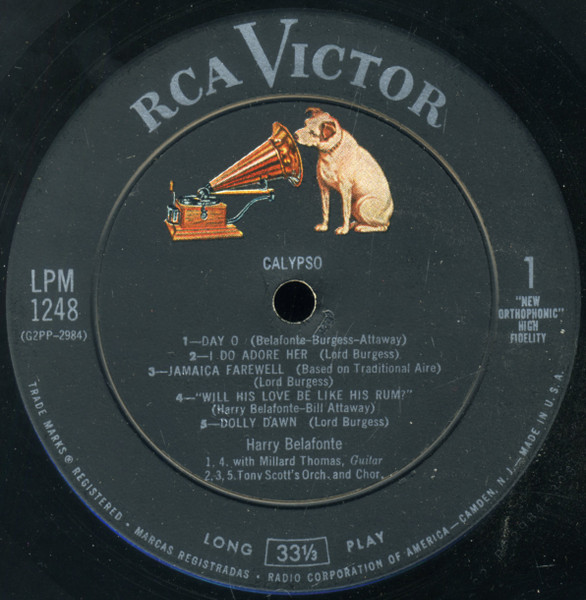 RCA VICTOR
CALYPSO
LPM
1248
(G2PP-2984)
1
"NEW
ORTHOPHONIC"
HIGH
FIDELITY
1—DAY O (Belafonte-Burgess-Attaway)
2—I DO ADORE HER (Lord Burgess)
3—JAMAICA FAREWELL (Based on Traditional Aire)
(Lord Burgess)
4—"WILL HIS LOVE BE LIKE HIS RUM?"
(Harry Belafonte-Bill Attaway)
5—DOLLY DAWN (Lord Burgess)
Harry Belafonte
1, 4. with Millard Thomas, Guitar
2,3,5.Tony Scott's Orch. and Chor.
LONG 33⅓ PLAY
TRADE MARKS ® REGISTERED • MARCAS REGISTRADAS • RADIO CORPORATION OF AMERICA—CAMDEN, N.J.—MADE IN U.S.A.